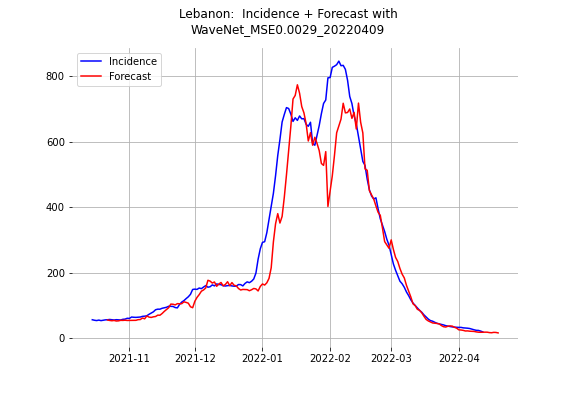 Lebanon:  Incidence + Forecast with
WaveNet_MSE0.0029_20220409
Incidence
Forecast
800
600
400
200
0
2021-11
2021-12
2022-01
2022-02
2022-03
2022-04